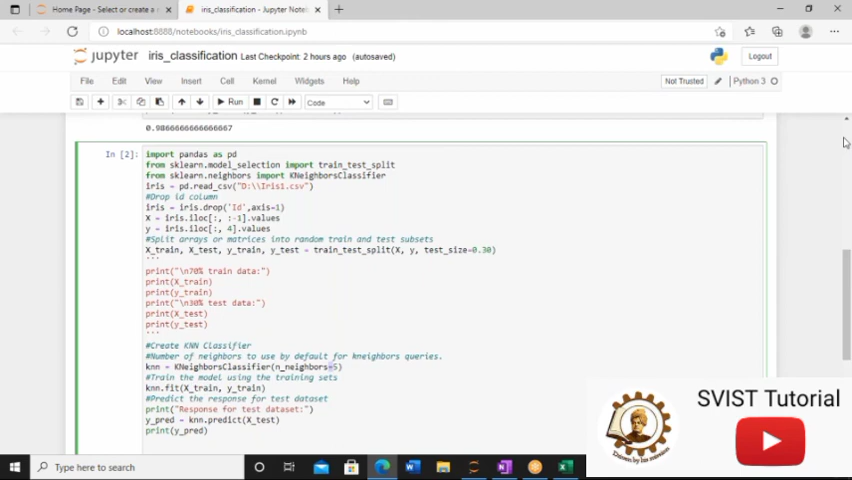 Home Page - Select or create a n
iris_classification - Jupyter Noteb
localhost:8888/notebooks/iris_classification.ipynb
jupyter iris_classification Last Checkpoint: 2 hours ago (autosaved)
Logout
File Edit View Insert Cell Kernel Widgets Help
Not Trusted
Python 3
Run
Code
0.9866666666666667
In [2]:
import pandas as pd
from sklearn.model_selection import train_test_split
from sklearn.neighbors import KNeighborsClassifier
iris = pd.read_csv("D:\\Iris1.csv")
#Drop id column
iris = iris.drop('Id',axis=1)
X = iris.iloc[:, :-1].values
y = iris.iloc[:, 4].values
#Split arrays or matrices into random train and test subsets
X_train, X_test, y_train, y_test = train_test_split(X, y, test_size=0.30)
'''
print("\n70% train data:")
print(X_train)
print(y_train)
print("\n30% test data:")
print(X_test)
print(y_test)
'''
#Create KNN Classifier
#Number of neighbors to use by default for kneighbors queries.
knn = KNeighborsClassifier(n_neighbors=5)
#Train the model using the training sets
knn.fit(X_train, y_train)
#Predict the response for test dataset
print("Response for test dataset:")
y_pred = knn.predict(X_test)
print(y_pred)
SVIST Tutorial
Driven by his mission
Type here to search